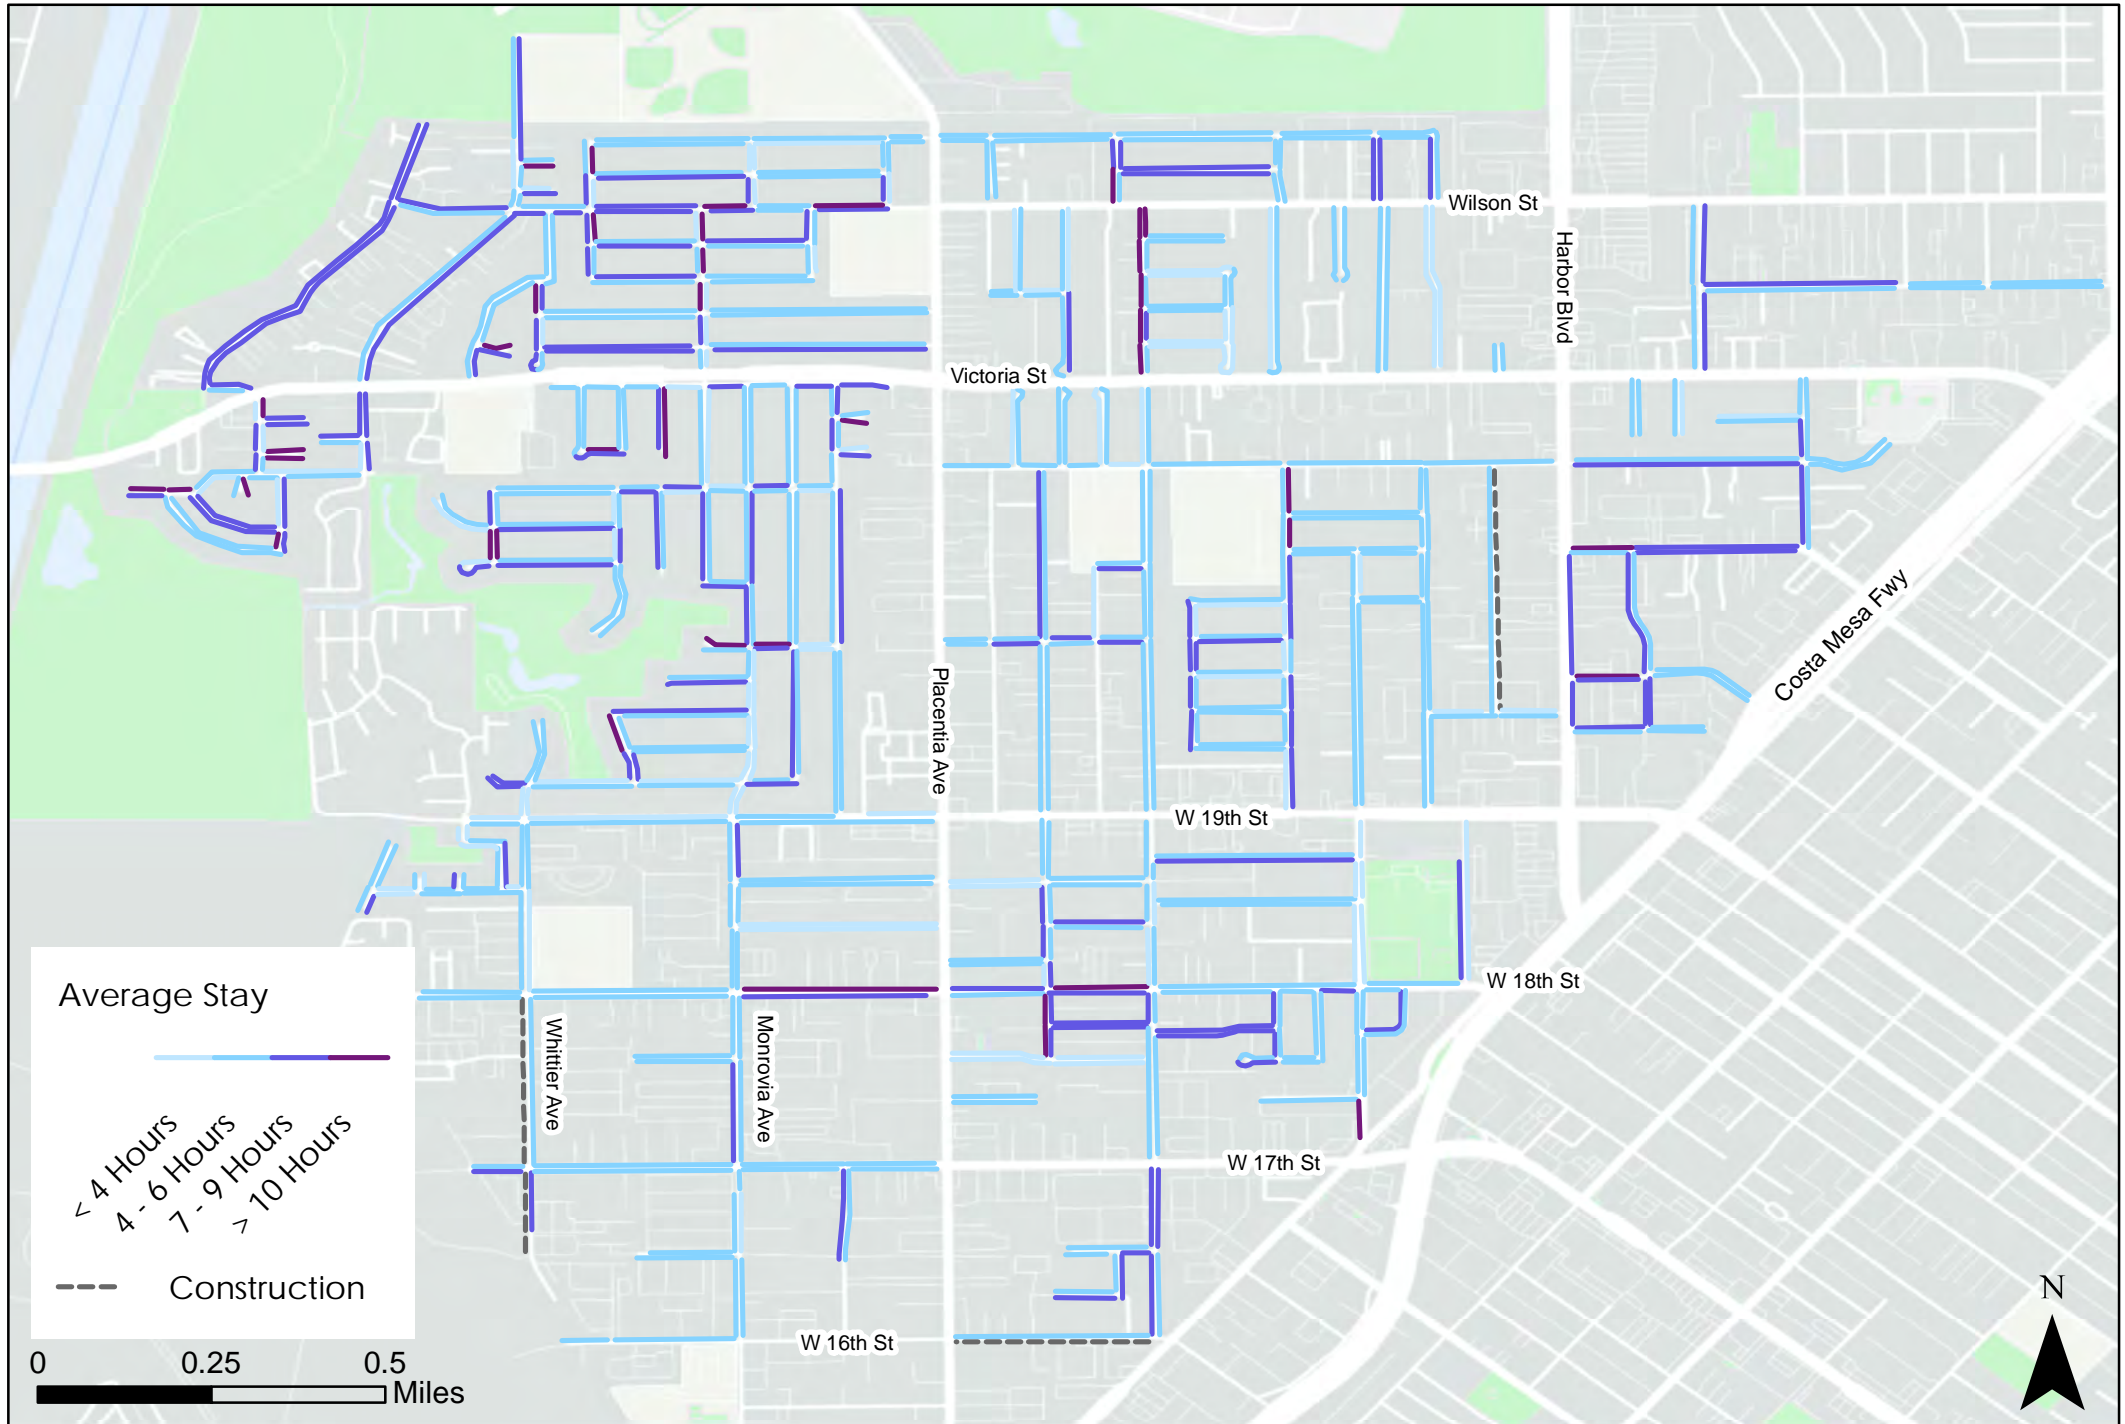 Wilson St
Harbor Blvd
Victoria St
Costa Mesa Fwy
Placentia Ave
W 19th St
W 18th St
Whittier Ave
Monrovia Ave
W 17th St
W 16th St
Average Stay
< 4 Hours
4 - 6 Hours
7 - 9 Hours
> 10 Hours
Construction
0 0.25 0.5
Miles
N